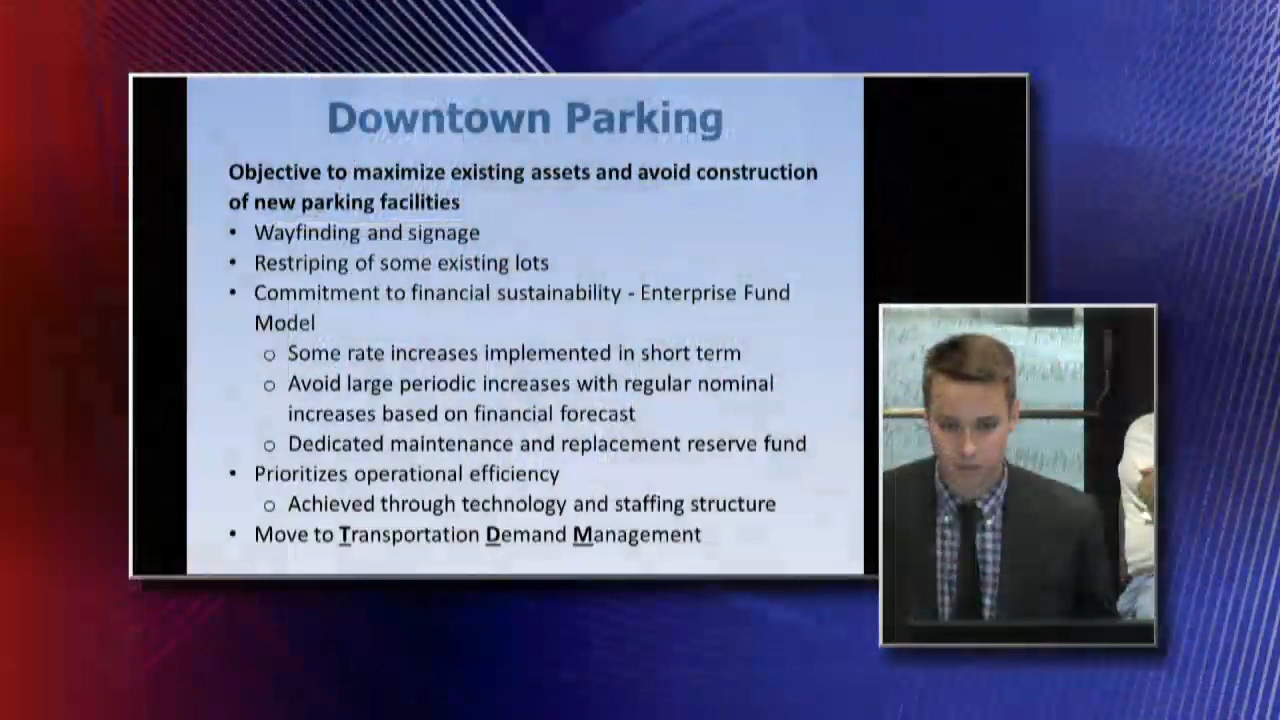 Downtown Parking
Objective to maximize existing assets and avoid construction
of new parking facilities
• Wayfinding and signage
• Restriping of some existing lots
• Commitment to financial sustainability - Enterprise Fund
Model
o Some rate increases implemented in short term
o Avoid large periodic increases with regular nominal
increases based on financial forecast
o Dedicated maintenance and replacement reserve fund
• Prioritizes operational efficiency
o Achieved through technology and staffing structure
• Move to Transportation Demand Management